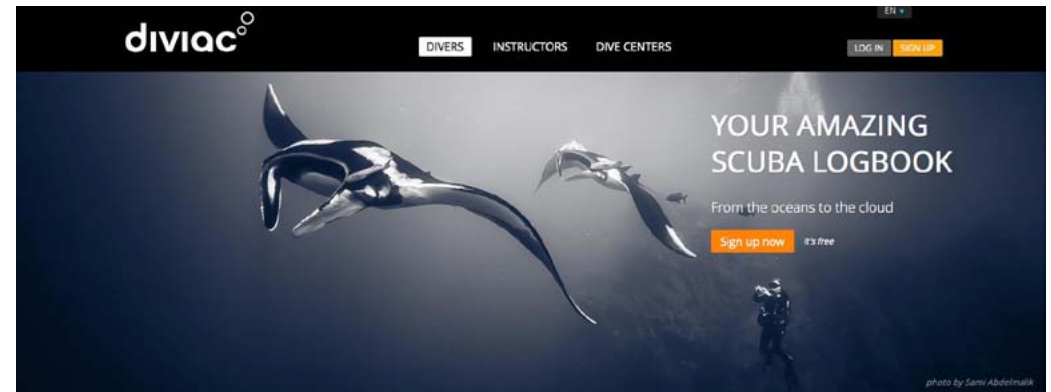 EN
diviac
DIVERS INSTRUCTORS DIVE CENTERS
LOG IN SIGN UP
YOUR AMAZING
SCUBA LOGBOOK
From the oceans to the cloud
Sign up now it's free
photo by Sami Abdelmalik